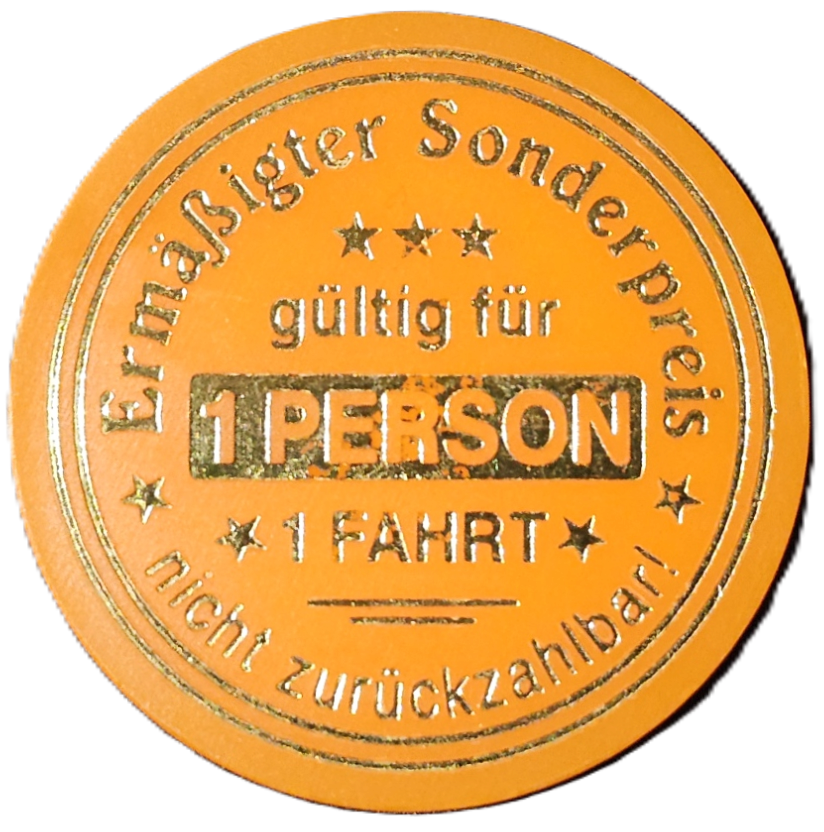 Ermäßigter Sonderpreis
gültig für
1 PERSON
1 FAHRT
nicht zurückzahlbar!